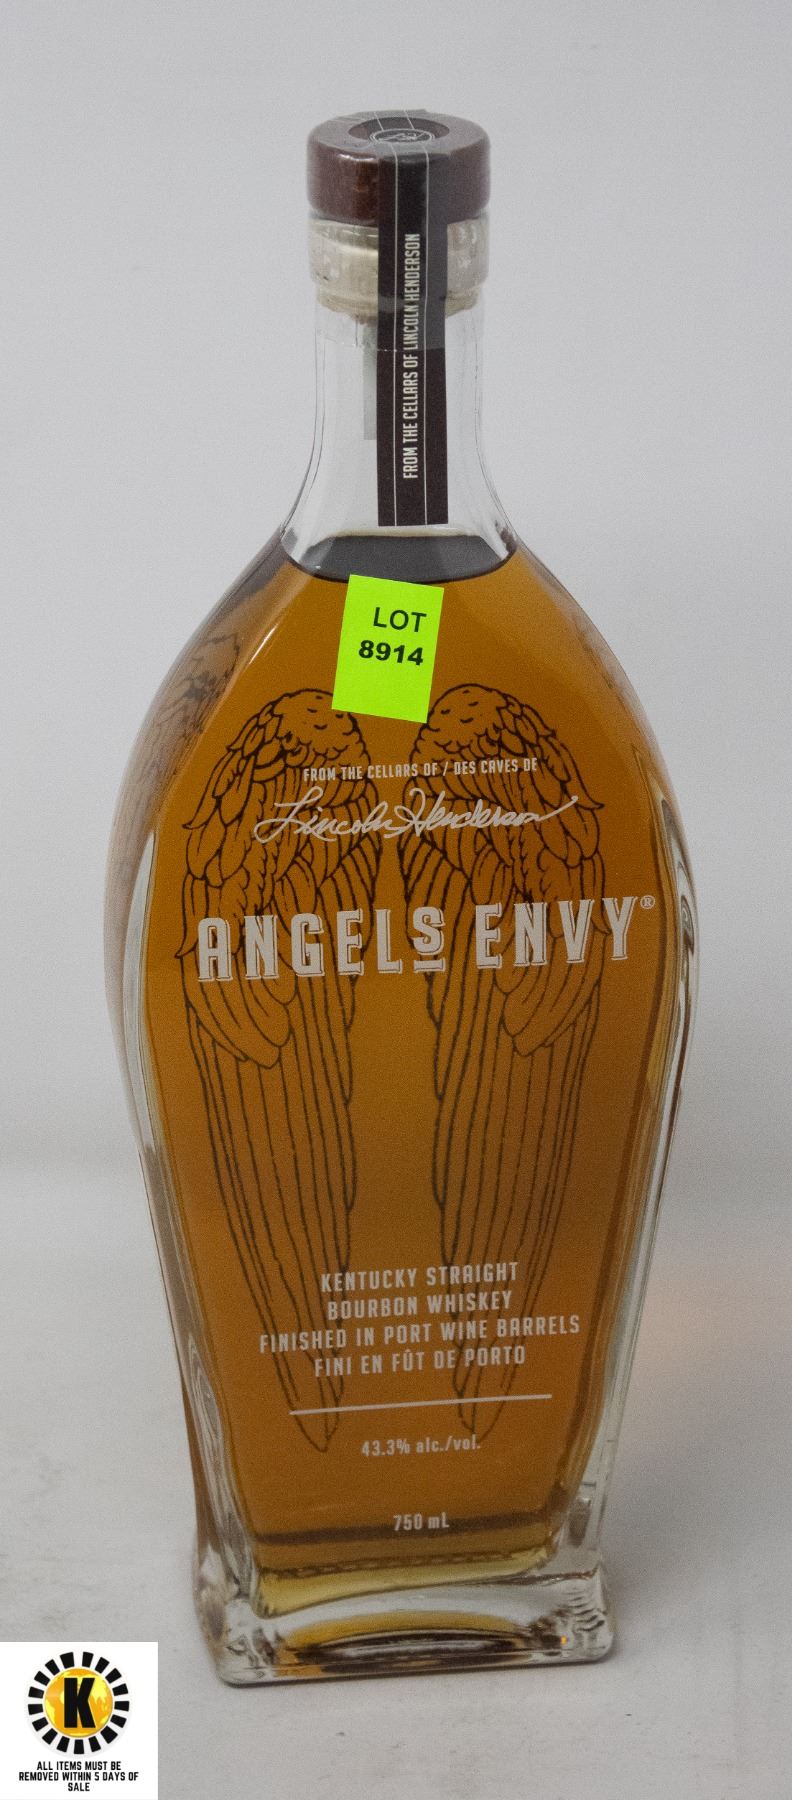 FROM THE CELLARS OF LINCOLN HENDERSON
LOT
8914
FROM THE CELLARS OF / DES CAVES DE
Lincoln Henderson
ANGELS ENVY®
KENTUCKY STRAIGHT
BOURBON WHISKEY
FINISHED IN PORT WINE BARRELS
FINI EN FÛT DE PORTO
43.3% alc./vol.
750 mL
K
ALL ITEMS MUST BE
REMOVED WITHIN 5 DAYS OF
SALE